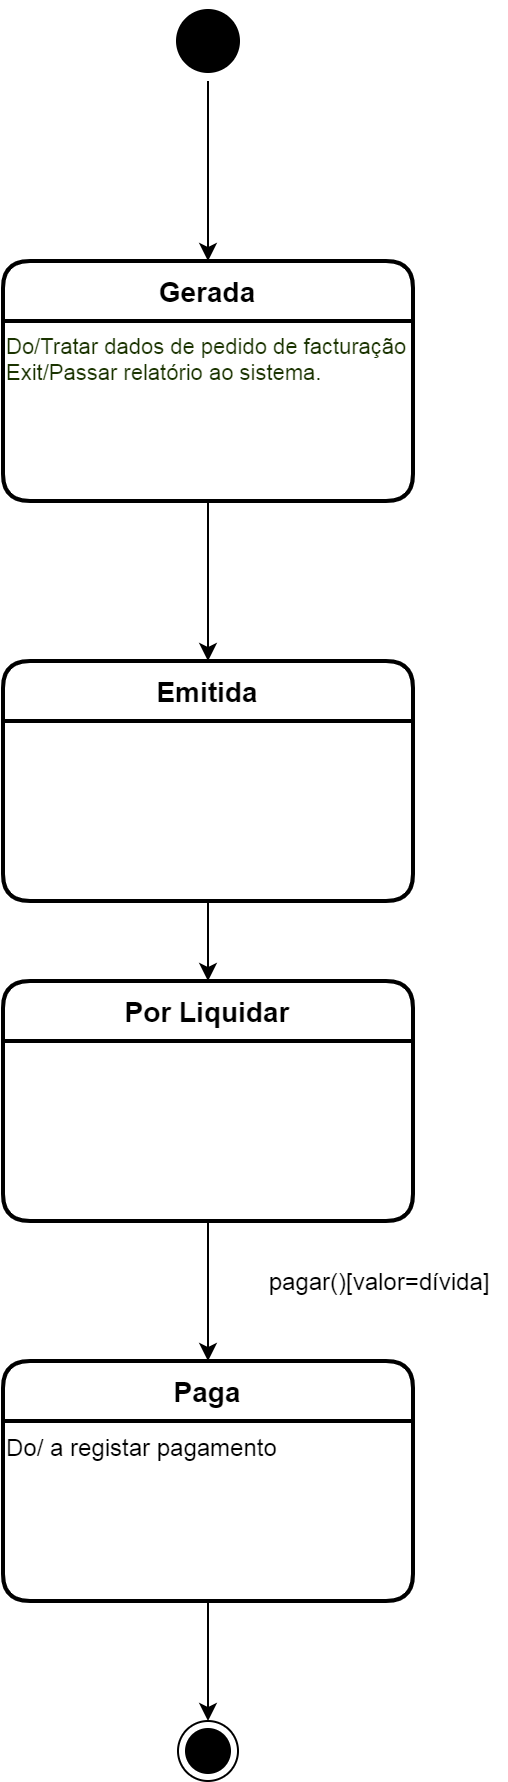 Gerada
Do/Tratar dados de pedido de facturação
Exit/Passar relatório ao sistema.
Emitida
Por Liquidar
pagar()[valor=dívida]
Paga
Do/ a registar pagamento